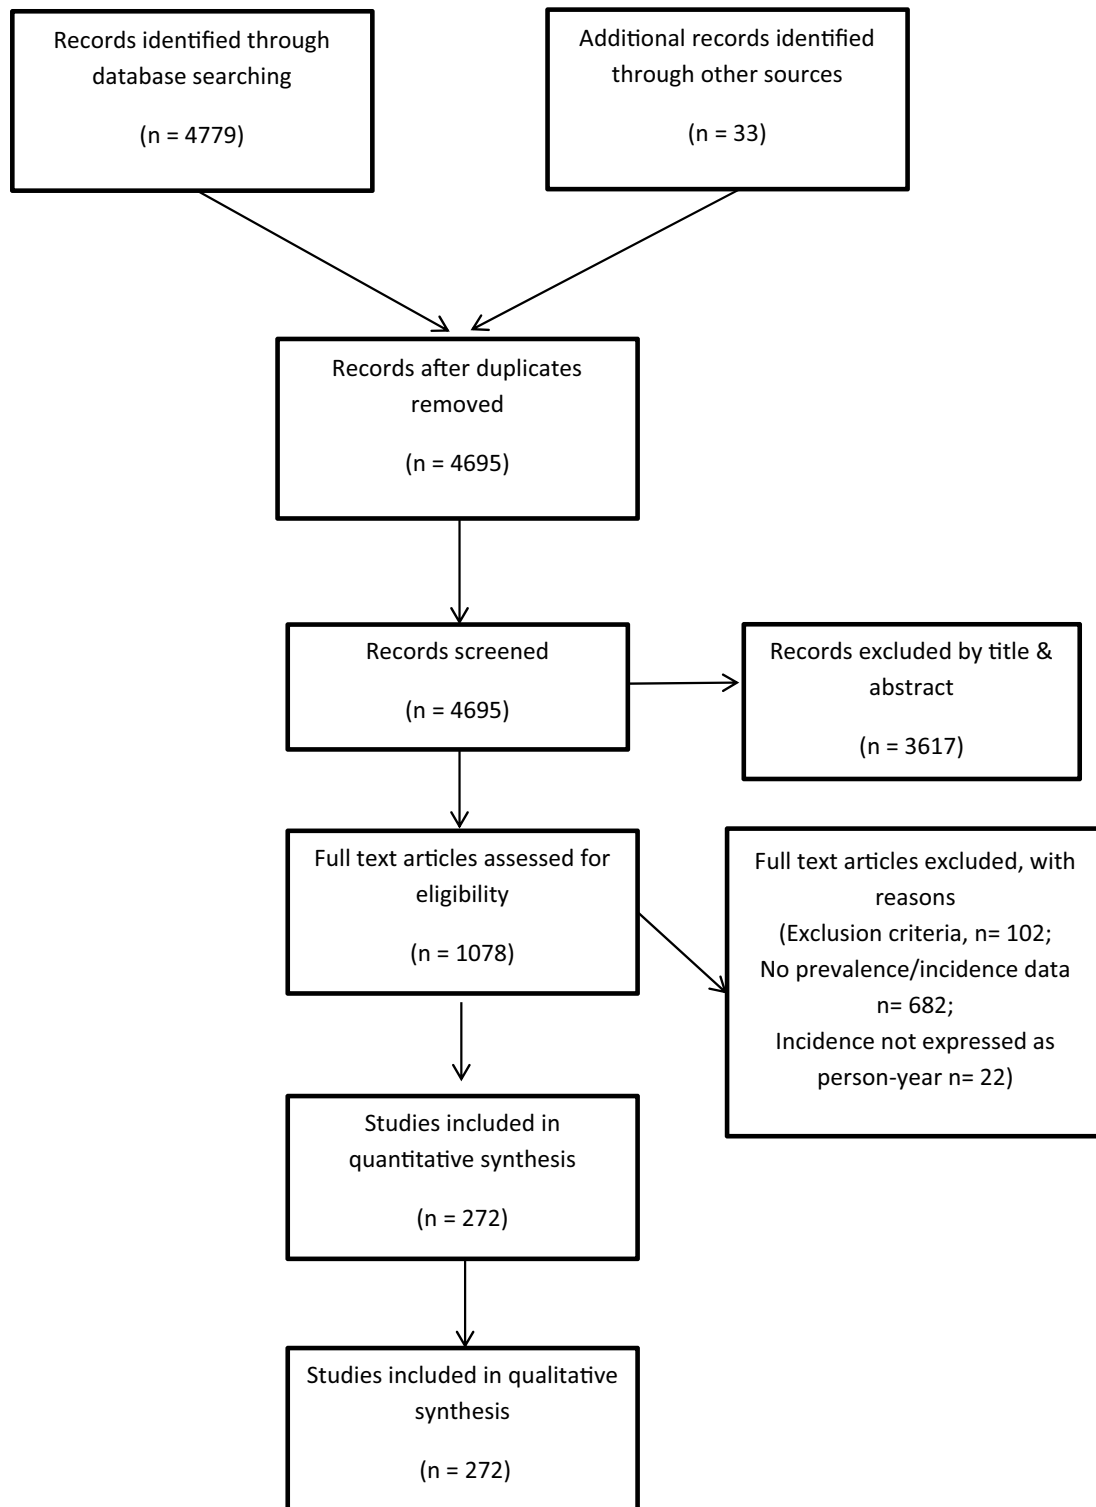 Records identified through
database searching
(n = 4779)
Additional records identified
through other sources
(n = 33)
Records after duplicates
removed
(n = 4695)
Records screened
(n = 4695)
Records excluded by title &
abstract
(n = 3617)
Full text articles assessed for
eligibility
(n = 1078)
Full text articles excluded, with
reasons
(Exclusion criteria, n= 102;
No prevalence/incidence data
n= 682;
Incidence not expressed as
person-year n= 22)
Studies included in
quantitative synthesis
(n = 272)
Studies included in qualitative
synthesis
(n = 272)